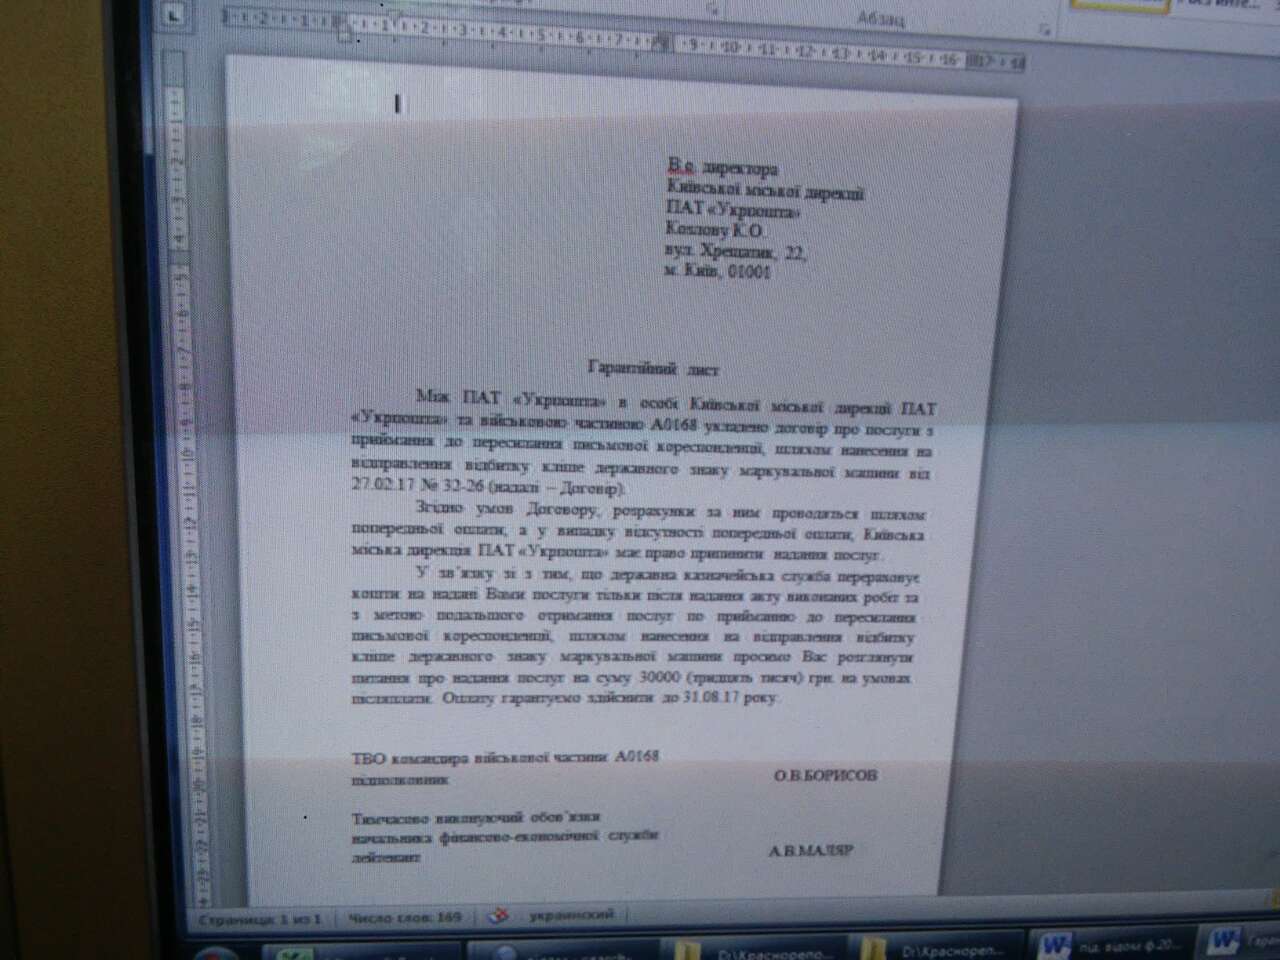 Абзац
В.о. директора
Київської міської дирекції
ПАТ «Укрпошта»
Козлову К.О.
вул. Хрещатик, 22,
м. Київ, 01001
Гарантійний лист
Між ПАТ «Укрпошта» в особі Київської міської дирекції ПАТ
«Укрпошта» та військовою частиною А0168 укладено договір про послуги з
приймання до пересилання письмової кореспонденції, шляхом нанесення на
відправлення відбитку кліше державного знаку маркувальної машини від
27.02.17 № 32-26 (надалі – Договір).
Згідно умов Договору, розрахунки за ним проводяться шляхом
попередньої оплати, а у випадку відсутності попередньої оплати, Київська
міська дирекція ПАТ «Укрпошта» має право припинити надання послуг.
У зв'язку зі з тим, що державна казначейська служба перераховує
кошти на надані Вами послуги тільки після надання акту виконаних робіт та
з метою подальшого отримання послуг по прийманню до пересилання
письмової кореспонденції, шляхом нанесення на відправлення відбитку
кліше державного знаку маркувальної машини просимо Вас розглянути
питання про надання послуг на суму 30000 (тридцять тисяч) грн. на умовах
післяплати. Оплату гарантуємо здійснити до 31.08.17 року.
ТВО командира військової частини А0168
підполковник О.В.БОРИСОВ
Тимчасово виконуючий обов'язки
начальника фінансово-економічної служби
лейтенант А.В.МАЛЯР
Страница: 1 из 1 Число слов: 169 украинский
D:\Краснорепо... D:\Краснорепо... під. відом. ф.20... Гара